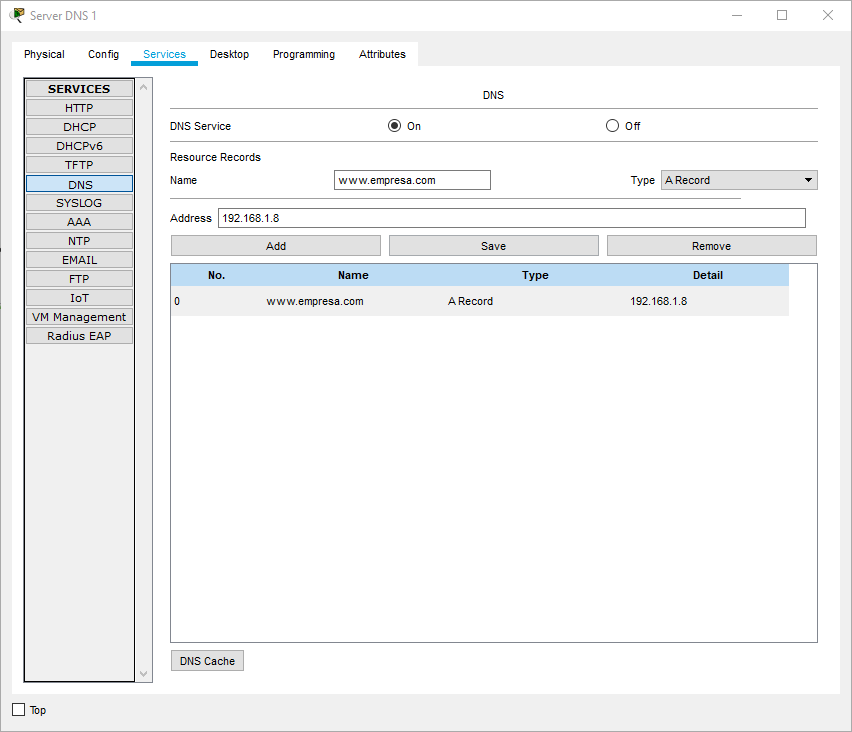 Server DNS 1
Physical Config Services Desktop Programming Attributes
SERVICES
HTTP
DHCP
DHCPv6
TFTP
DNS
SYSLOG
AAA
NTP
EMAIL
FTP
IoT
VM Management
Radius EAP
DNS
DNS Service On Off
Resource Records
Name www.empresa.com Type A Record
Address 192.168.1.8
Add Save Remove
No. Name Type Detail
0 www.empresa.com A Record 192.168.1.8
DNS Cache
Top